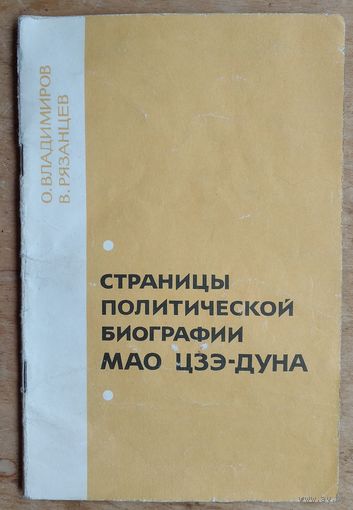 О. ВЛАДИМИРОВ
В. РЯЗАНЦЕВ
СТРАНИЦЫ
ПОЛИТИЧЕСКОЙ
БИОГРАФИИ
МАО ЦЗЭ-ДУНА